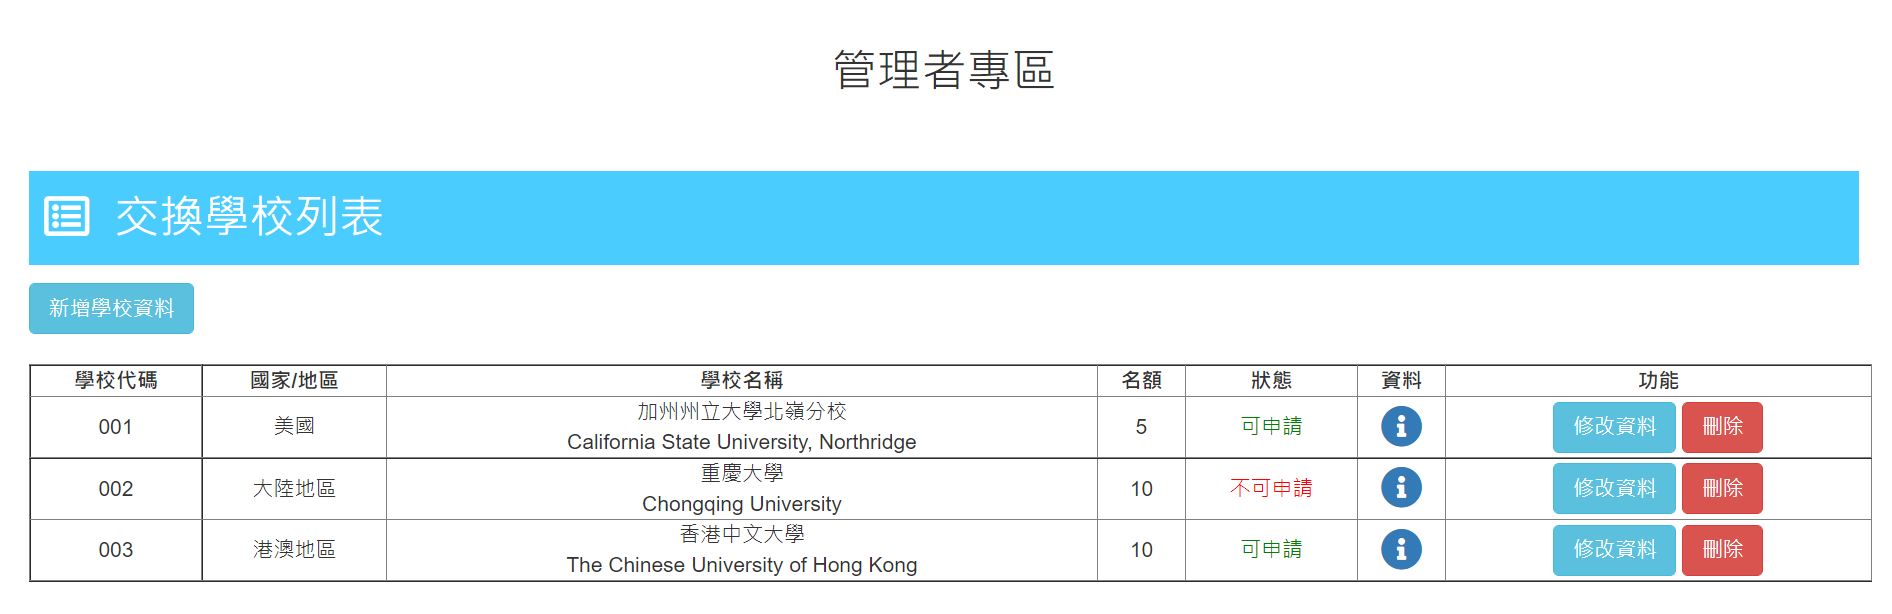 管理者專區
交換學校列表
新增學校資料
學校代碼 國家/地區 學校名稱 名額 狀態 資料 功能
001 美國 加州州立大學北嶺分校 5 可申請 修改資料 刪除
California State University, Northridge
002 大陸地區 重慶大學 10 不可申請 修改資料 刪除
Chongqing University
003 港澳地區 香港中文大學 10 可申請 修改資料 刪除
The Chinese University of Hong Kong